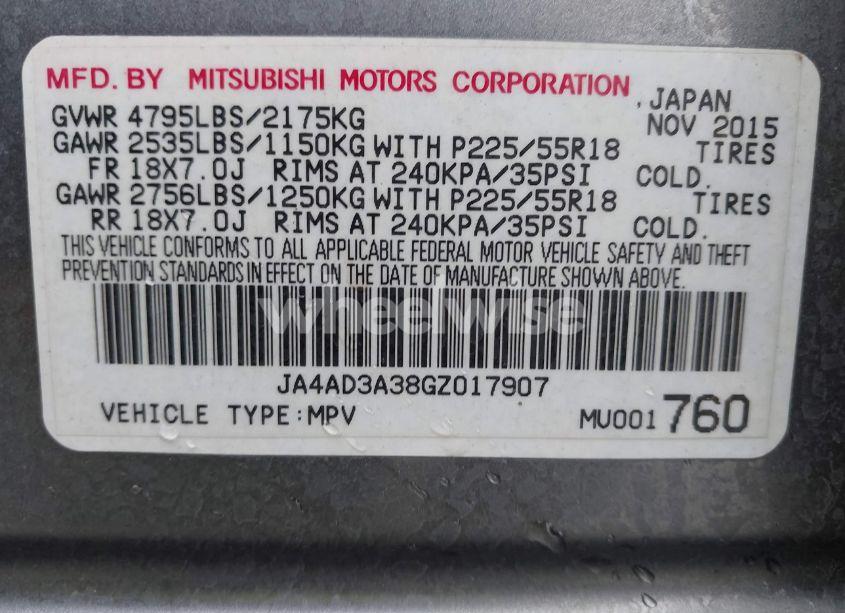 MFD. BY MITSUBISHI MOTORS CORPORATION
, JAPAN
GVWR 4795LBS/2175KG
NOV 2015
GAWR 2535LBS/1150KG WITH P225/55R18 TIRES
FR 18X7.0J RIMS AT 240KPA/35PSI COLD.
GAWR 2756LBS/1250KG WITH P225/55R18 TIRES
RR 18X7.0J RIMS AT 240KPA/35PSI COLD.
THIS VEHICLE CONFORMS TO ALL APPLICABLE FEDERAL MOTOR VEHICLE SAFETY AND THEFT
PREVENTION STANDARDS IN EFFECT ON THE DATE OF MANUFACTURE SHOWN ABOVE.
wheelwise
JA4AD3A38GZ017907
VEHICLE TYPE:MPV MU001760